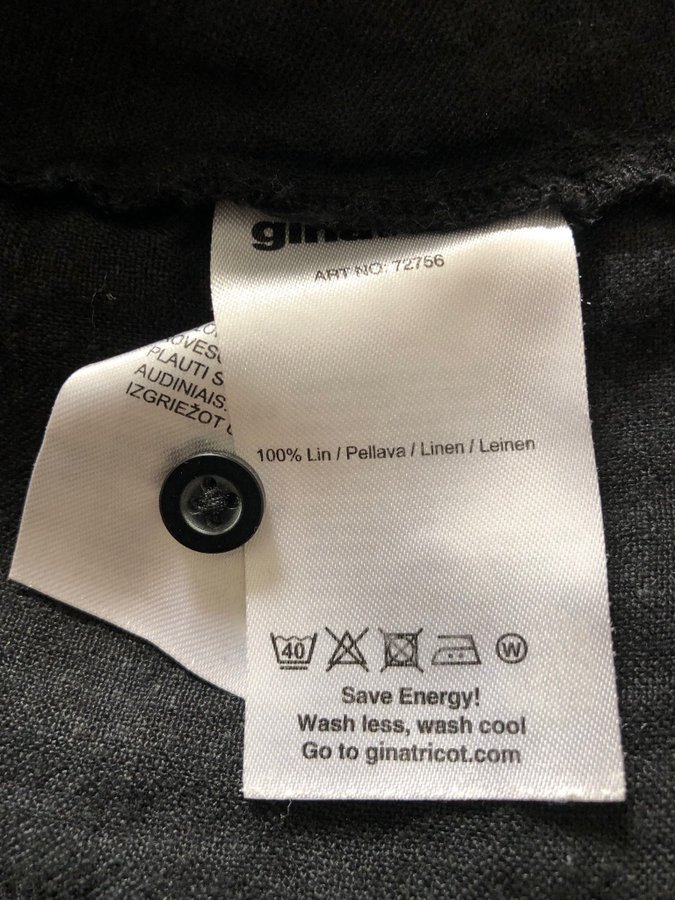 ART NO: 72756
PLAUTI S
AUDINIAIS.
IZGRIEŽOT
100% Lin / Pellava / Linen / Leinen
40
W
Save Energy!
Wash less, wash cool
Go to ginatricot.com